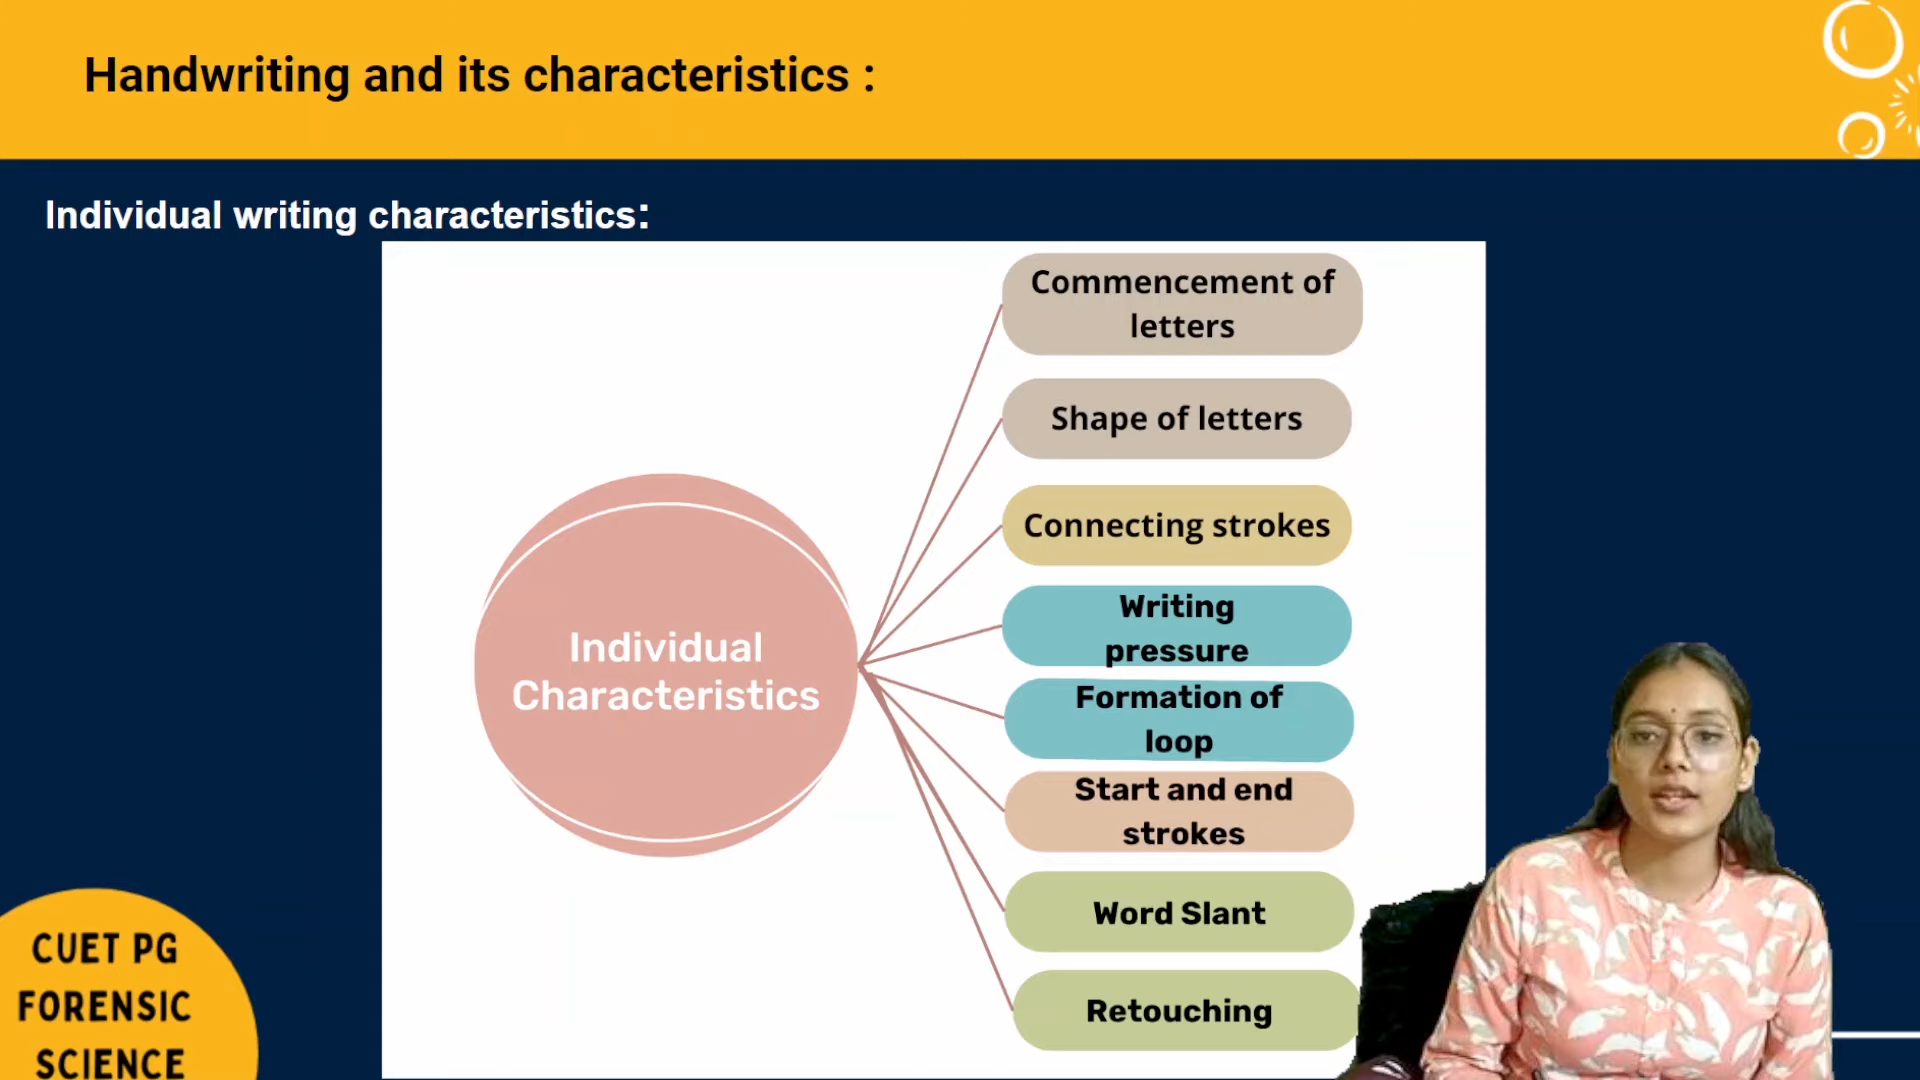 Handwriting and its characteristics :
Individual writing characteristics:
Commencement of
letters
Shape of letters
Connecting strokes
Writing
pressure
Formation of
loop
Start and end
strokes
Word Slant
Retouching
Individual
Characteristics
CUET PG
FORENSIC
SCIENCE